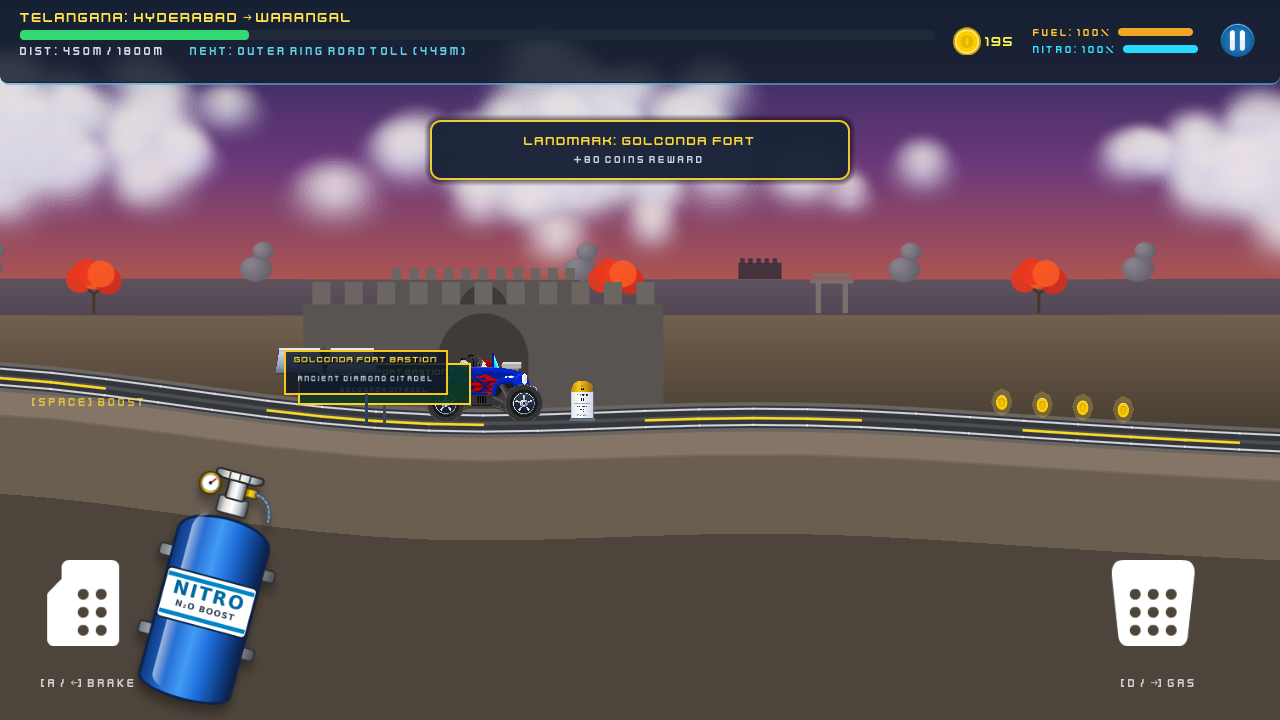 TELANGANA: HYDERABAD → WARANGAL
DIST: 450M / 1800M
NEXT: OUTER RING ROAD TOLL (449M)
195
FUEL: 100%
NITRO: 100%
LANDMARK: GOLCONDA FORT
+80 COINS REWARD
GOLCONDA FORT BASTION
ANCIENT DIAMOND CITADEL
[SPACE] BOOST
NITRO
N₂O BOOST
[A / ←] BRAKE
[D / →] GAS